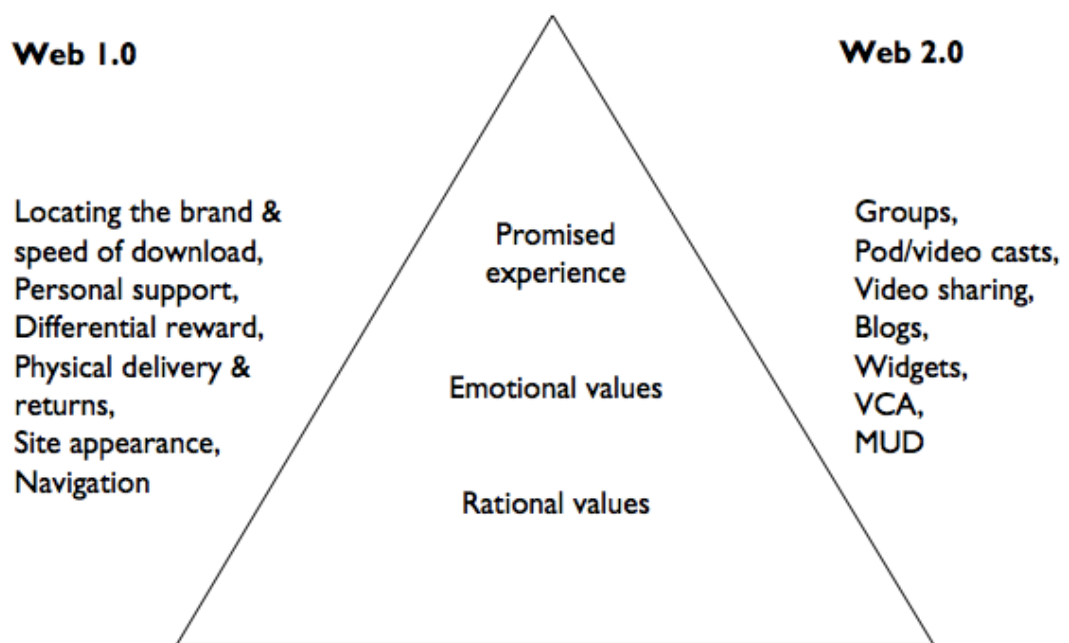 Web 1.0
Locating the brand &
speed of download,
Personal support,
Differential reward,
Physical delivery &
returns,
Site appearance,
Navigation
Promised
experience
Emotional values
Rational values
Web 2.0
Groups,
Pod/video casts,
Video sharing,
Blogs,
Widgets,
VCA,
MUD